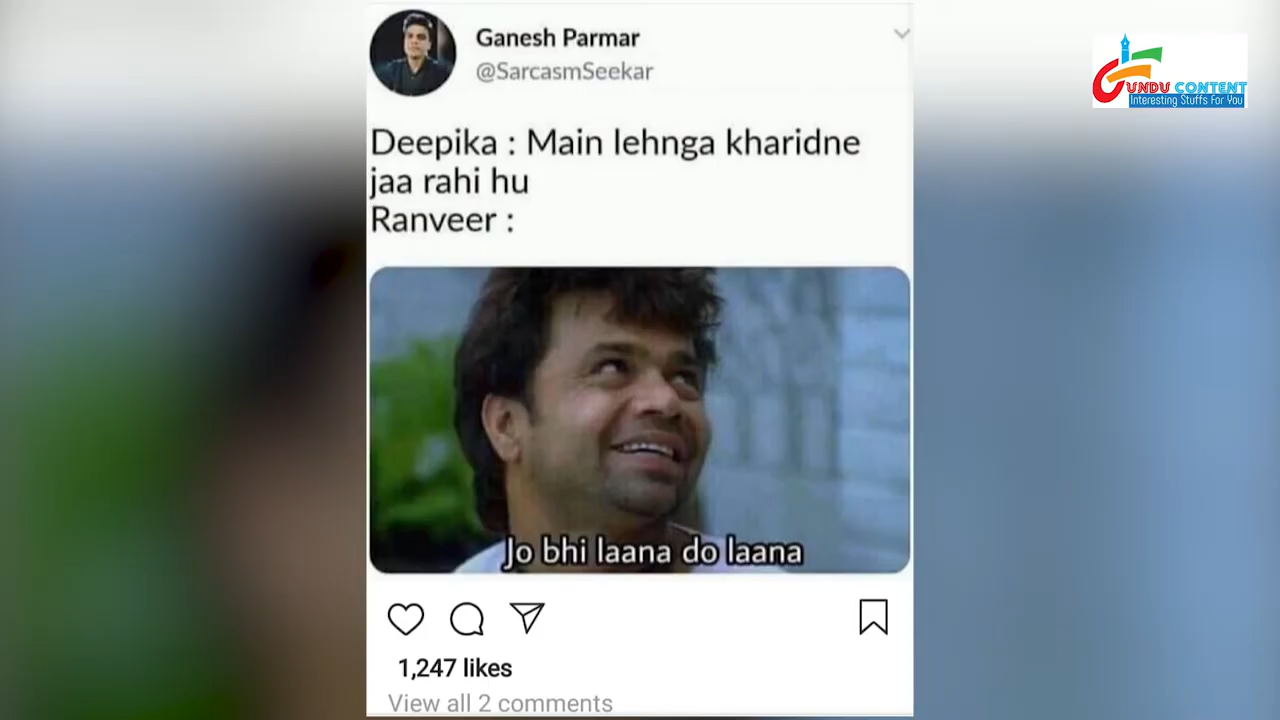 Ganesh Parmar
@SarcasmSeekar
UNDU CONTENT
Interesting Stuffs For You
Deepika : Main lehnga kharidne
jaa rahi hu
Ranveer :
Jo bhi laana do laana
1,247 likes
View all 2 comments